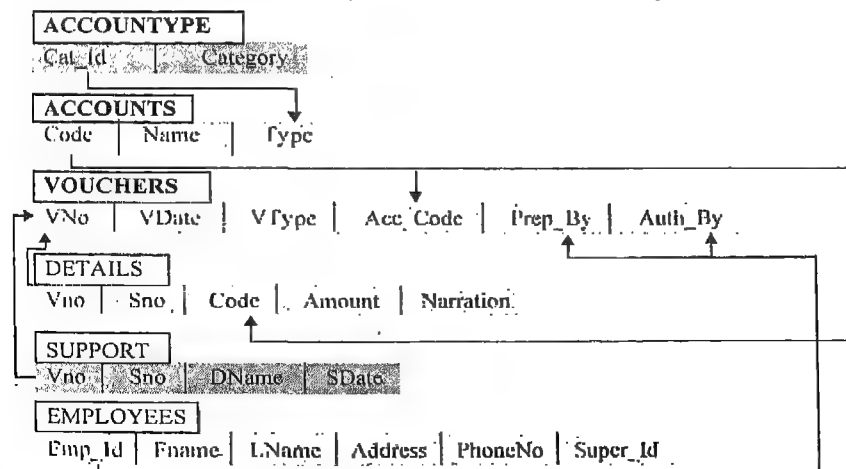 ACCOUNTYPE
Cat_Id Category
ACCOUNTS
Code Name Type
VOUCHERS
VNo VDate VType Acc_Code Prep_By Auth_By
DETAILS
Vno Sno Code Amount Narration
SUPPORT
Vno Sno DName SDate
EMPLOYEES
Emp_Id Fname LName Address PhoneNo Super_Id